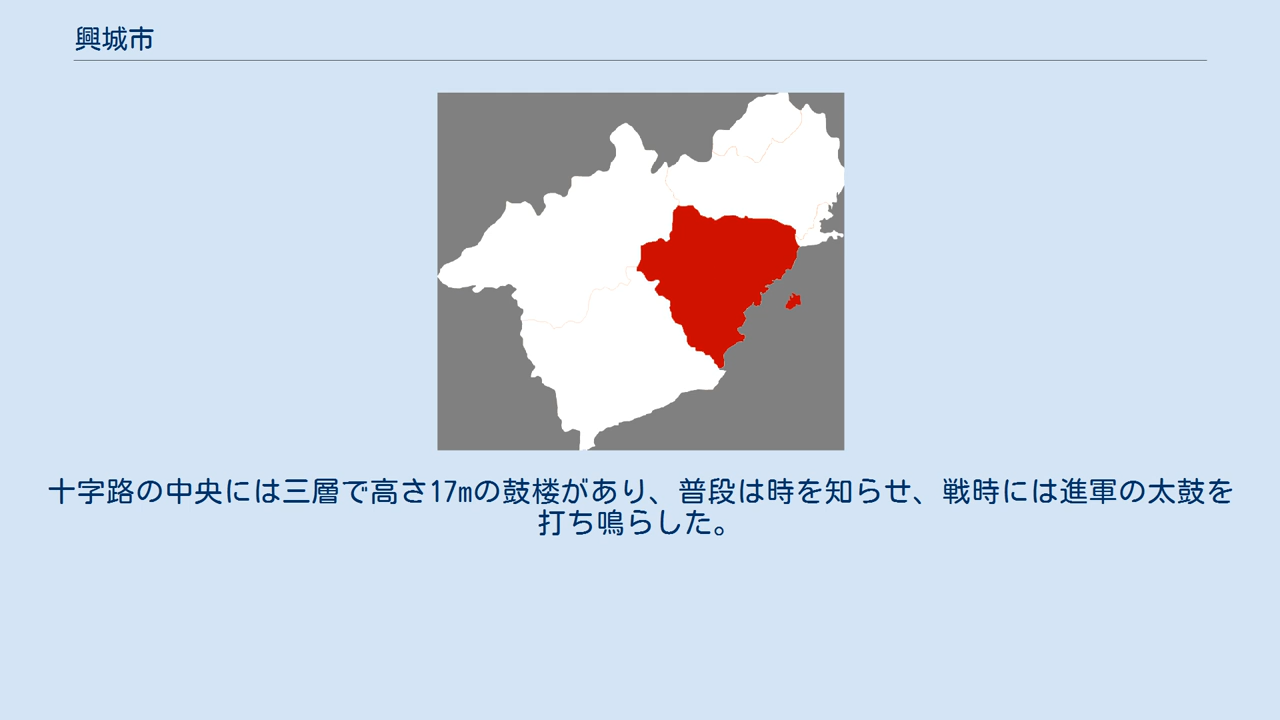 興城市
十字路の中央には三層で高さ17mの鼓楼があり、普段は時を知らせ、戦時には進軍の太鼓を
打ち鳴らした。